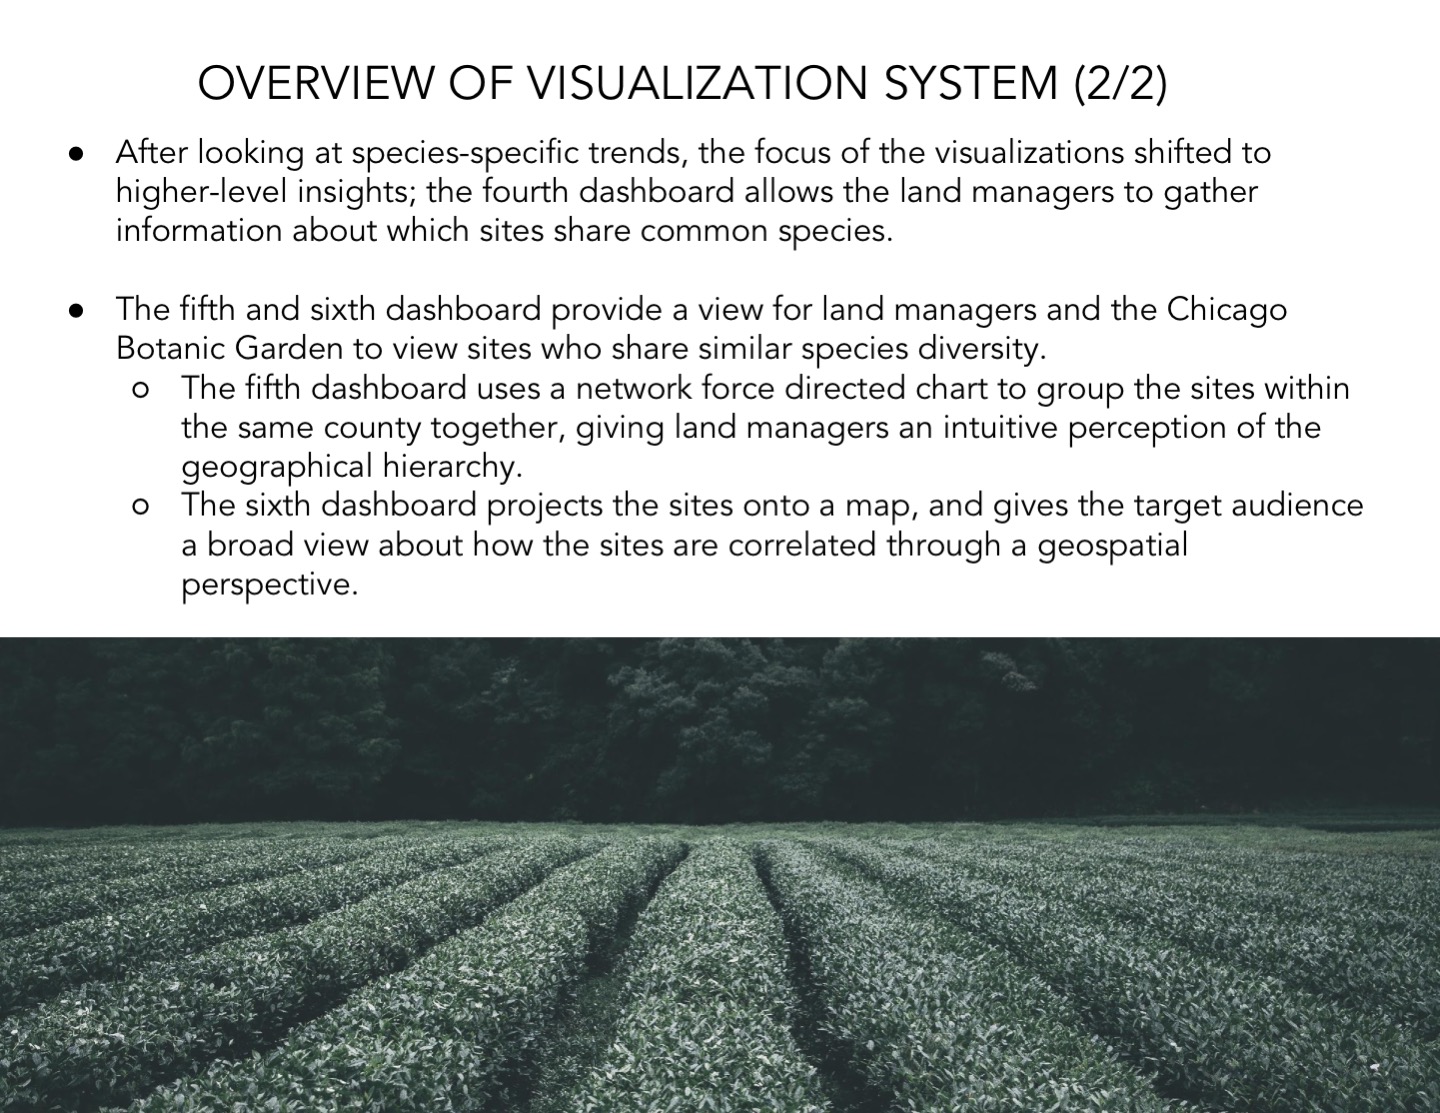 OVERVIEW OF VISUALIZATION SYSTEM (2/2)
● After looking at species-specific trends, the focus of the visualizations shifted to
higher-level insights; the fourth dashboard allows the land managers to gather
information about which sites share common species.
● The fifth and sixth dashboard provide a view for land managers and the Chicago
Botanic Garden to view sites who share similar species diversity.
○ The fifth dashboard uses a network force directed chart to group the sites within
the same county together, giving land managers an intuitive perception of the
geographical hierarchy.
○ The sixth dashboard projects the sites onto a map, and gives the target audience
a broad view about how the sites are correlated through a geospatial
perspective.